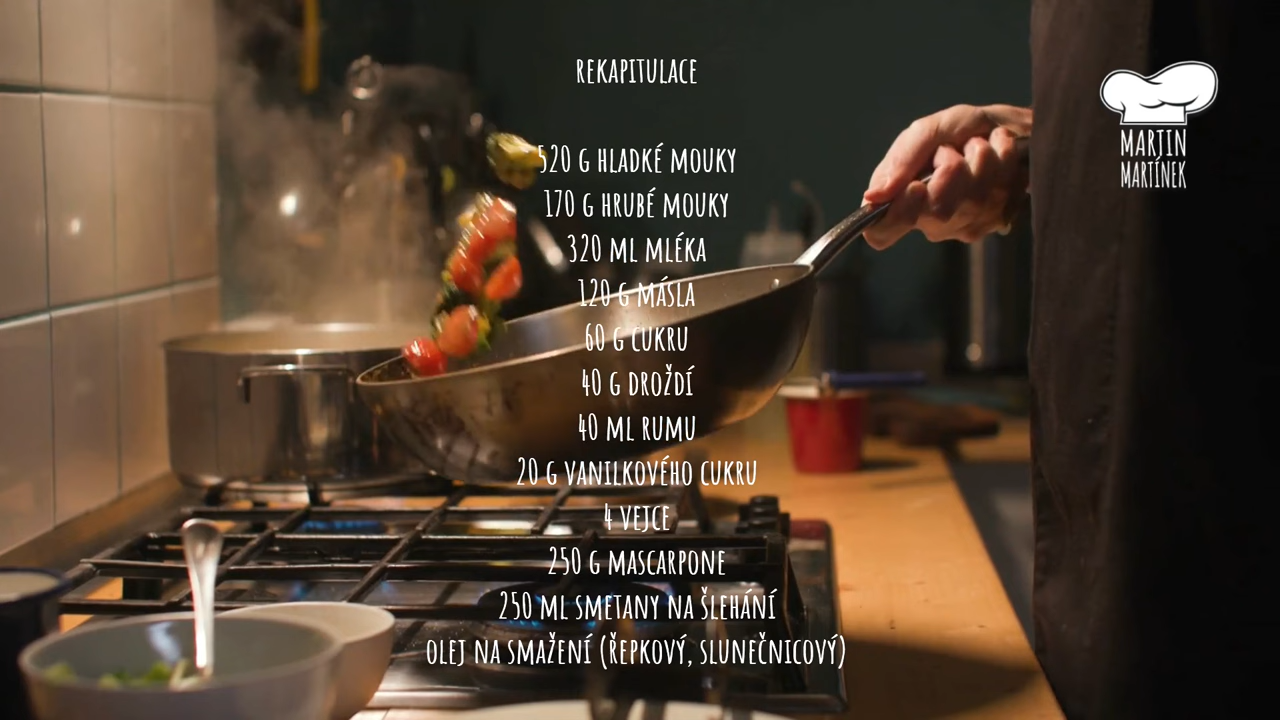 REKAPITULACE
520 G HLADKÉ MOUKY
170 G HRUBÉ MOUKY
320 ML MLÉKA
120 G MÁSLA
60 G CUKRU
40 G DROŽDÍ
40 ML RUMU
20 G VANILKOVÉHO CUKRU
4 VEJCE
250 G MASCARPONE
250 ML SMETANY NA ŠLEHÁNÍ
OLEJ NA SMAŽENÍ (ŘEPKOVÝ, SLUNEČNICOVÝ)
MARTIN
MARTÍNEK